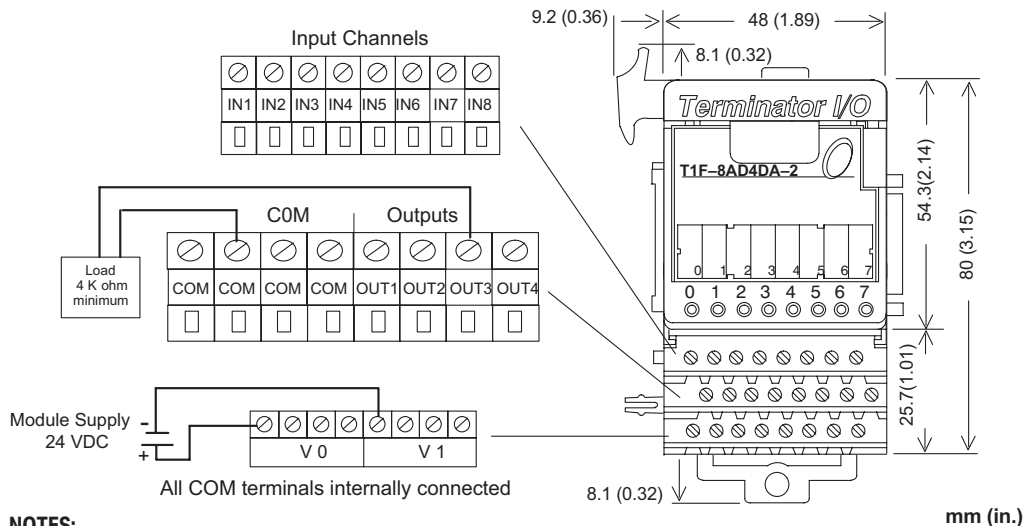 Input Channels
IN1 IN2 IN3 IN4 IN5 IN6 IN7 IN8
C0M Outputs
Load
4 K ohm
minimum
COM COM COM COM OUT1 OUT2 OUT3 OUT4
Module Supply
24 VDC
-
+
V 0 V 1
All COM terminals internally connected
NOTES:
9.2 (0.36)
48 (1.89)
8.1 (0.32)
Terminator I/O
T1F–8AD4DA–2
0 1 2 3 4 5 6 7
0 1 2 3 4 5 6 7
54.3(2.14)
80 (3.15)
25.7(1.01)
8.1 (0.32)
mm (in.)